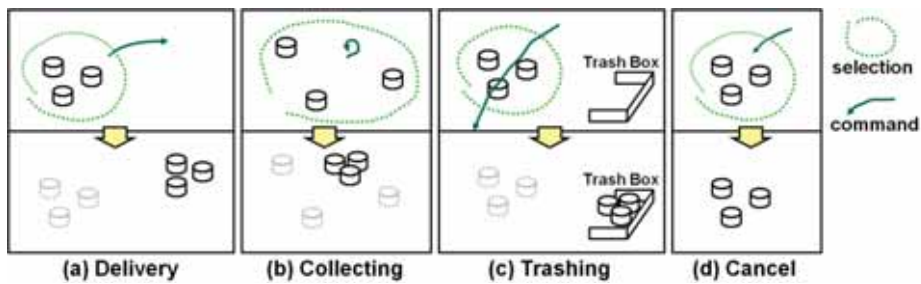 Trash Box
selection
command
Trash Box
(a) Delivery
(b) Collecting
(c) Trashing
(d) Cancel